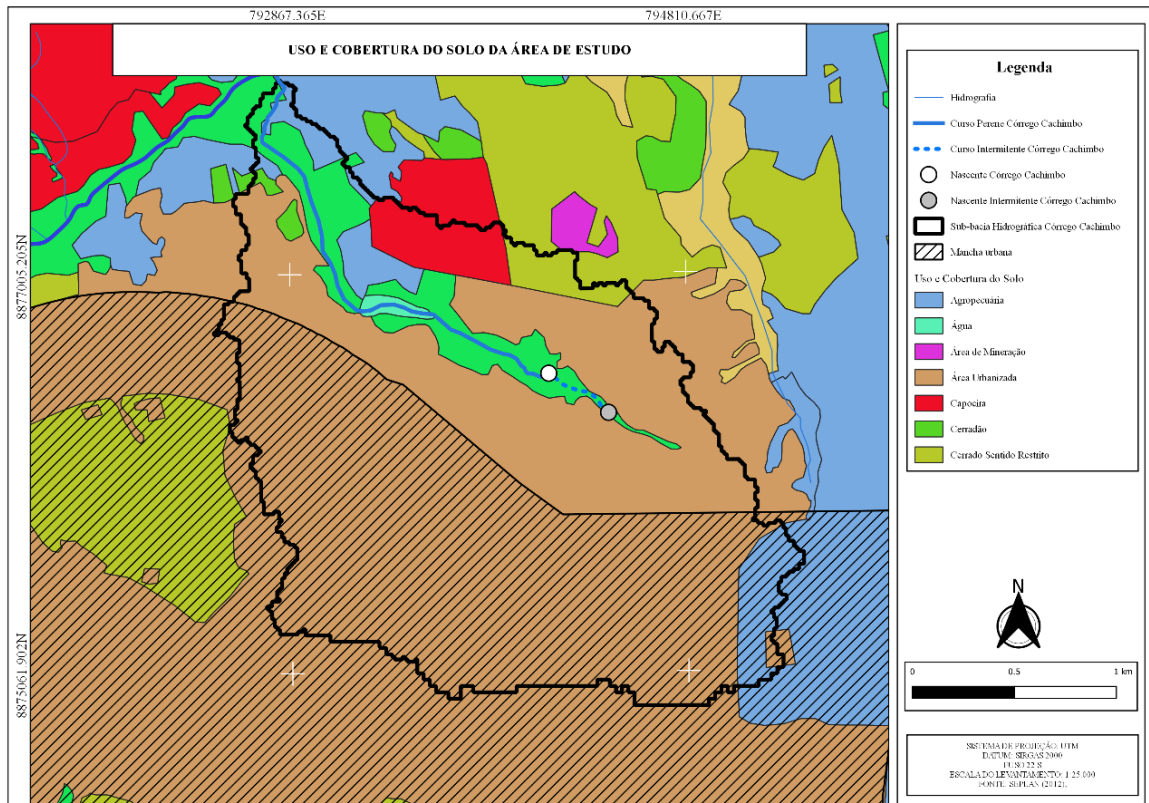 792867.365E
794810.667E
USO E COBERTURA DO SOLO DA ÁREA DE ESTUDO
8877005.205N
8875061.902N
Legenda
Hidrografia
Curso Perene Córrego Cachimbo
Curso Intermitente Córrego Cachimbo
Nascente Córrego Cachimbo
Nascente Intermitente Córrego Cachimbo
Sub-bacia Hidrográfica Córrego Cachimbo
Mancha urbana
Uso e Cobertura do Solo
Agropecuária
Água
Área de Mineração
Área Urbanizada
Capoeira
Cerradão
Cerrado Sentido Restrito
N
0 0.5 1 km
SISTEMA DE PROJEÇÃO: UTM
DATUM: SIRGAS 2000
FUSO 22 S
ESCALA DO LEVANTAMENTO: 1:25.000
FONTE: SEPLAN (2012).